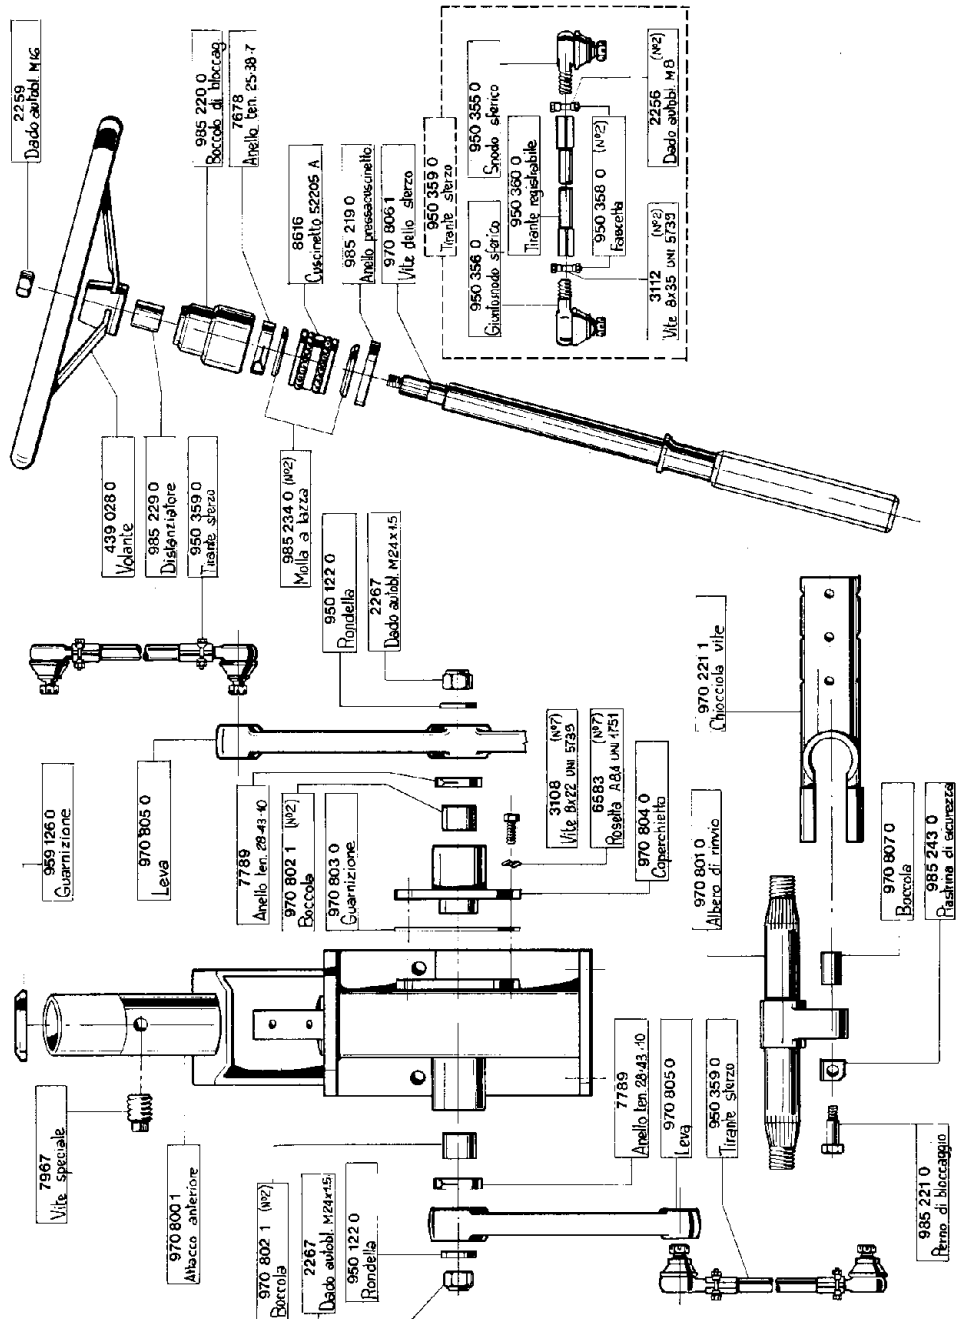 2259
Dado autobl. M16
985 220 0
Boccolo di bloccag
7678
Anello ten. 25-38-7
8616
Cuscinetto 52205 A
985 219 0
Anello pressacuscinetto
970 806 1
Vite dello sterzo
950 359 0
Tirante sterzo
950 355 0
Snodo sferico
950 360 0
Tirante registrabile
950 356 0
Giuntosnodo sferico
950 358 0 (N°2)
Fascetta
2256 (N°2)
Dado autobl. M8
3112 (N°2)
Vite 8x35 UNI 5739
439 028 0
Volante
985 229 0
Distanziatore
950 359 0
Tirante sterzo
985 234 0 (N°2)
Molla a tazza
950 122 0
Rondella
2267
Dado autobl. M24x1.5
959 126 0
Guarnizione
970 805 0
Leva
7789
Anello ten. 28-43-10
970 802 1 (N°2)
Boccola
970 803 0
Guarnizione
3108 (N°7)
Vite 8x22 UNI 5739
6583 (N°7)
Rosetta A8,4 UNI 1751
970 804 0
Coperchietto
970 221 1
Chiocciola vite
970 801 0
Albero di rinvio
970 807 0
Boccola
985 243 0
Piastrina di sicurezza
7967
Vite speciale
970 800 1
Attacco anteriore
970 802 1 (N°2)
Boccola
2267
Dado autobl. M24x1.5
950 122 0
Rondella
7789
Anello ten. 28-43-10
970 805 0
Leva
950 359 0
Tirante sterzo
985 221 0
Perno di bloccaggio